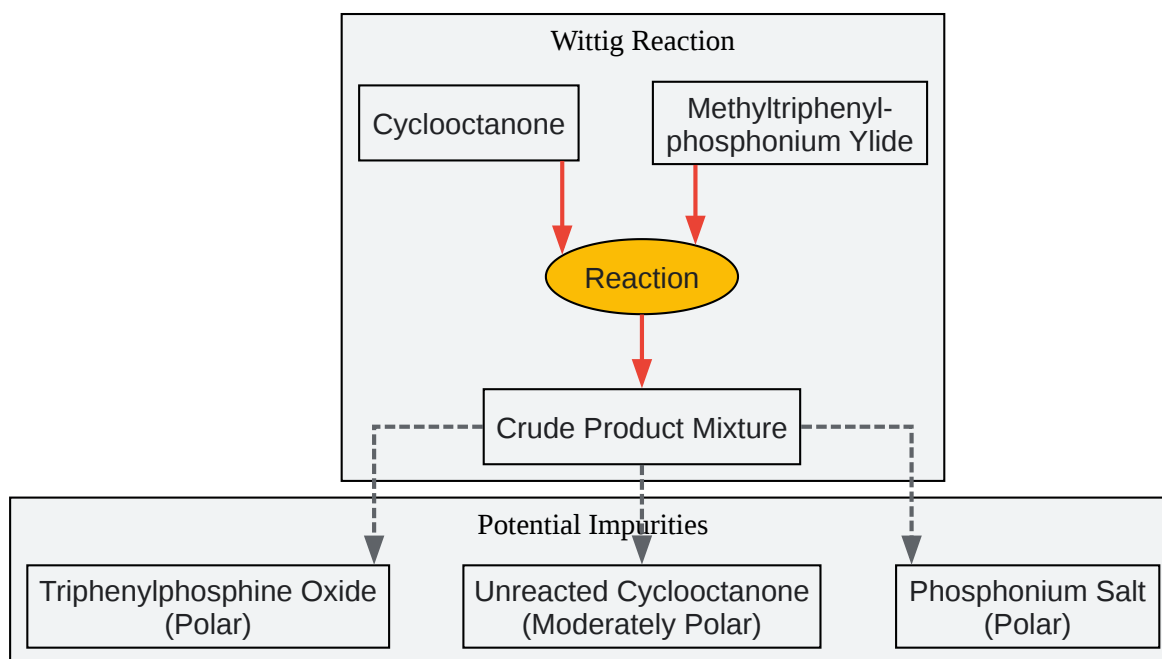 Wittig Reaction
Cyclooctanone
Methyltriphenyl-
phosphonium Ylide
Reaction
Crude Product Mixture
Potential Impurities
Triphenylphosphine Oxide
(Polar)
Unreacted Cyclooctanone
(Moderately Polar)
Phosphonium Salt
(Polar)